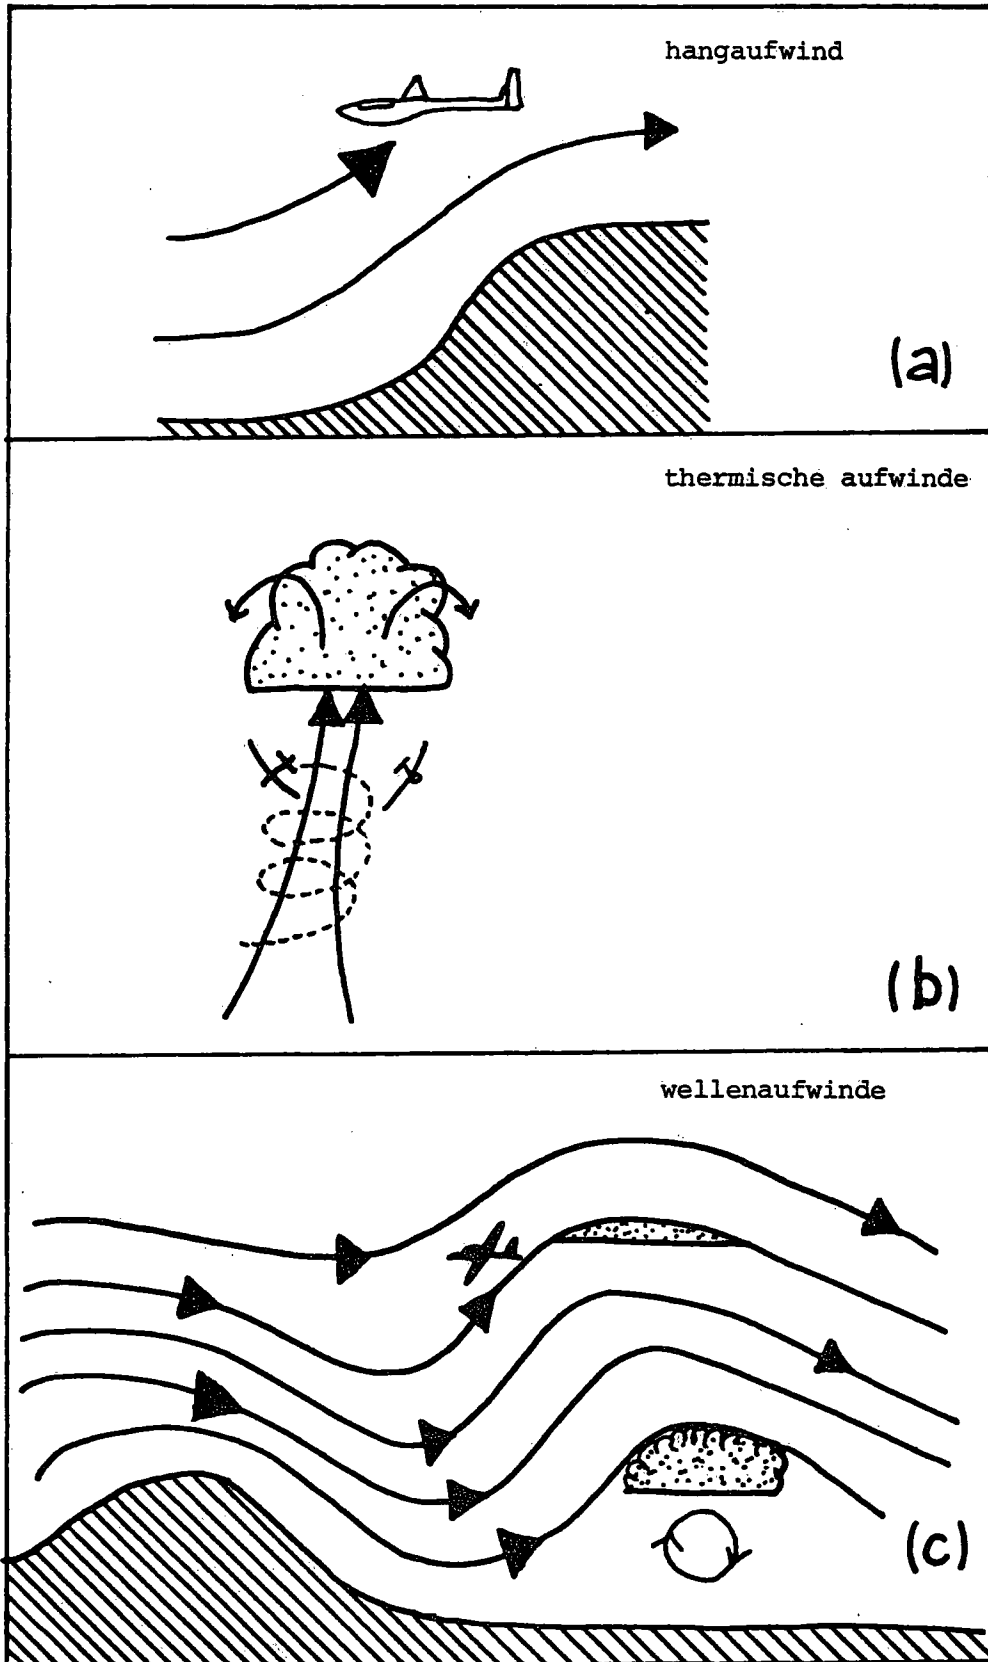 hangaufwind
(a)
thermische aufwinde
(b)
wellenaufwinde
(c)